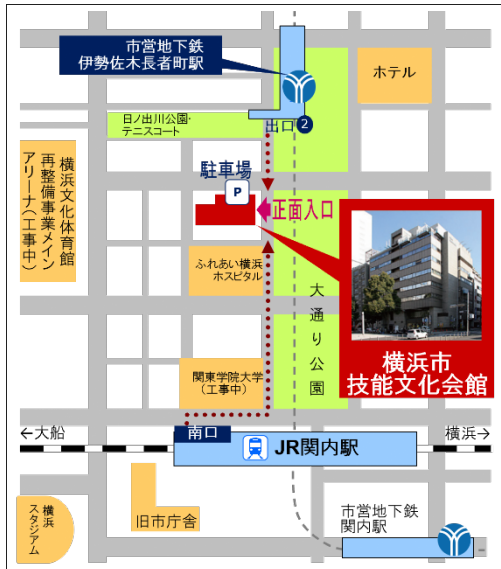 市営地下鉄
伊勢佐木長者町駅
ホテル
日ノ出川公園・
テニスコート
出口2
横浜文化体育館
再整備事業メイン
アリーナ(工事中)
駐車場
P
正面入口
ふれあい横浜
ホスピタル
大通り公園
横浜市
技能文化会館
関東学院大学
(工事中)
←大船
南口
JR関内駅
横浜→
旧市庁舎
市営地下鉄
関内駅
横浜
スタジアム